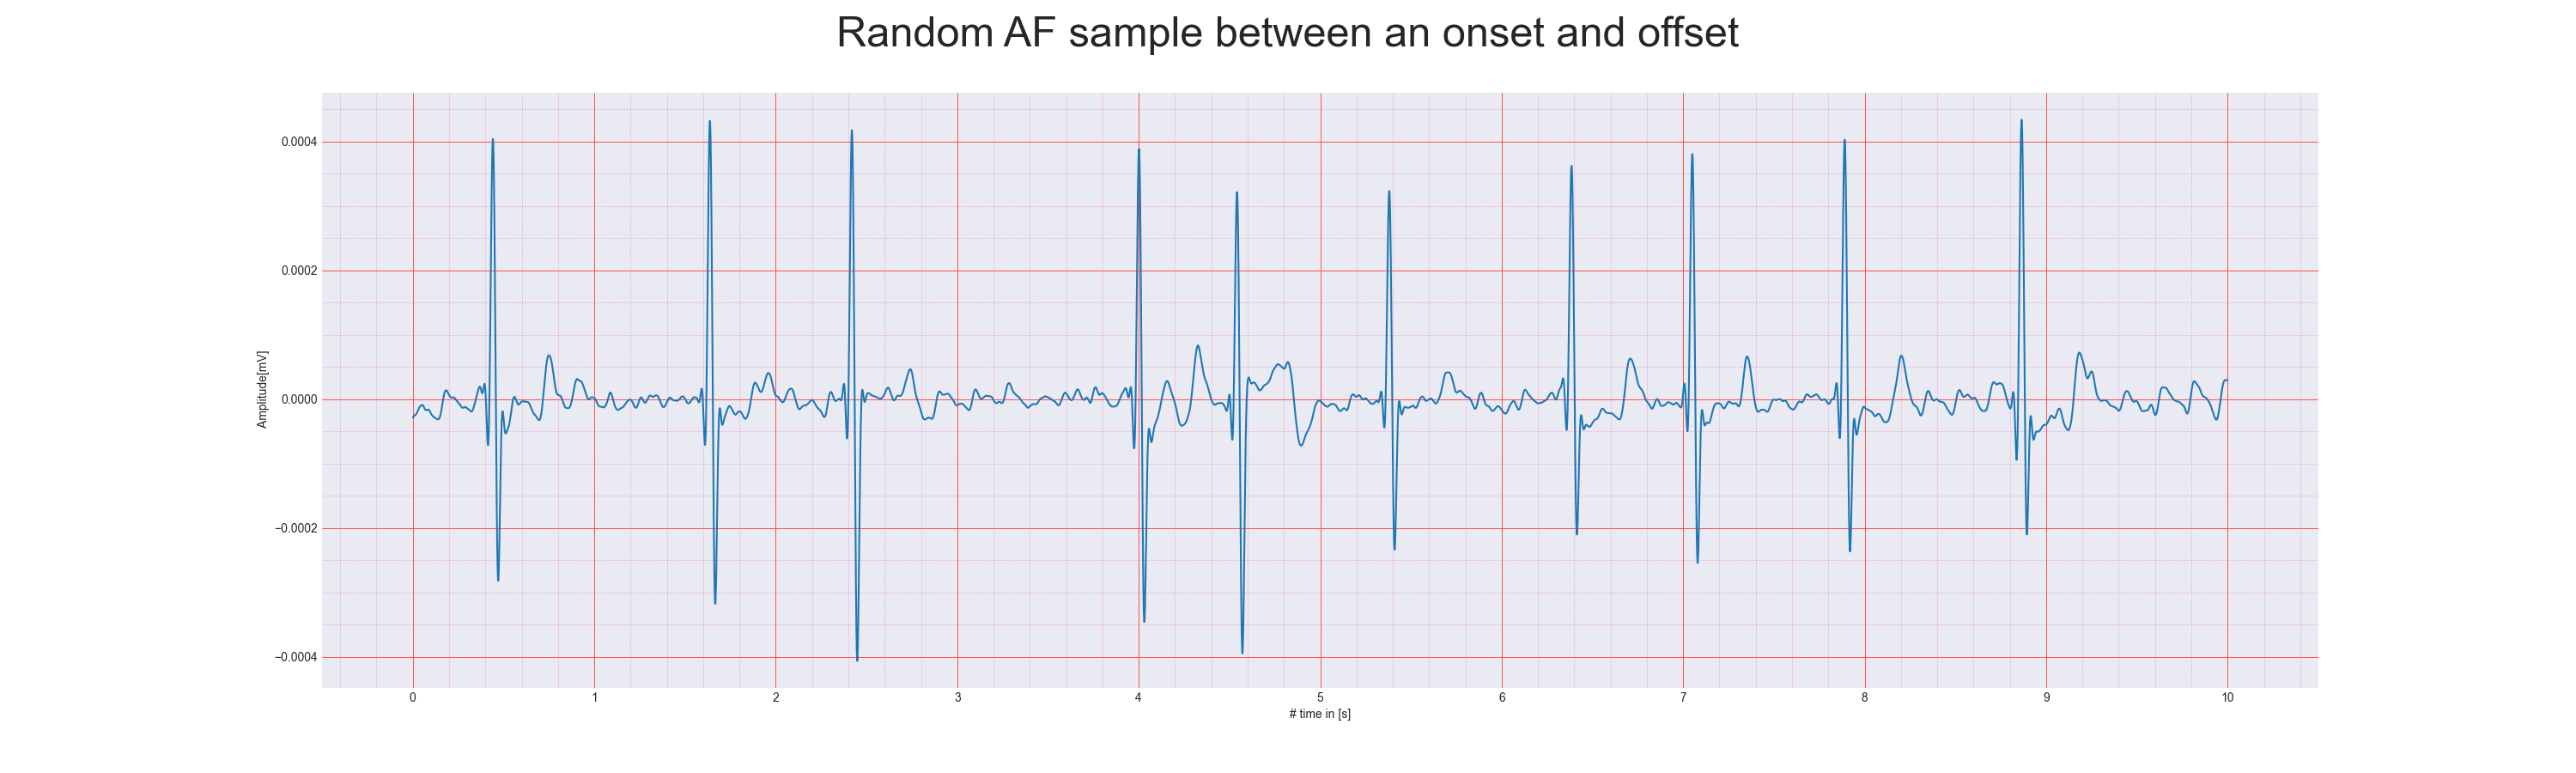 Random AF sample between an onset and offset
0.0004
0.0002
0.0000
−0.0002
−0.0004
Amplitude[mV]
0 1 2 3 4 5 6 7 8 9 10
# time in [s]